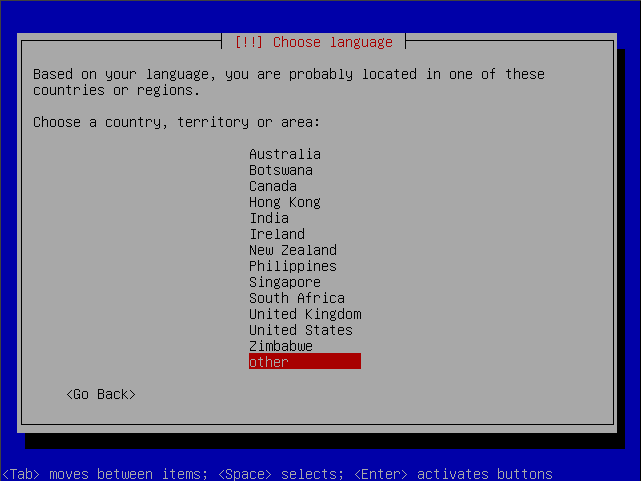 [!!] Choose language
Based on your language, you are probably located in one of these
countries or regions.
Choose a country, territory or area:
Australia
Botswana
Canada
Hong Kong
India
Ireland
New Zealand
Philippines
Singapore
South Africa
United Kingdom
United States
Zimbabwe
other
<Go Back>
<Tab> moves between items; <Space> selects; <Enter> activates buttons